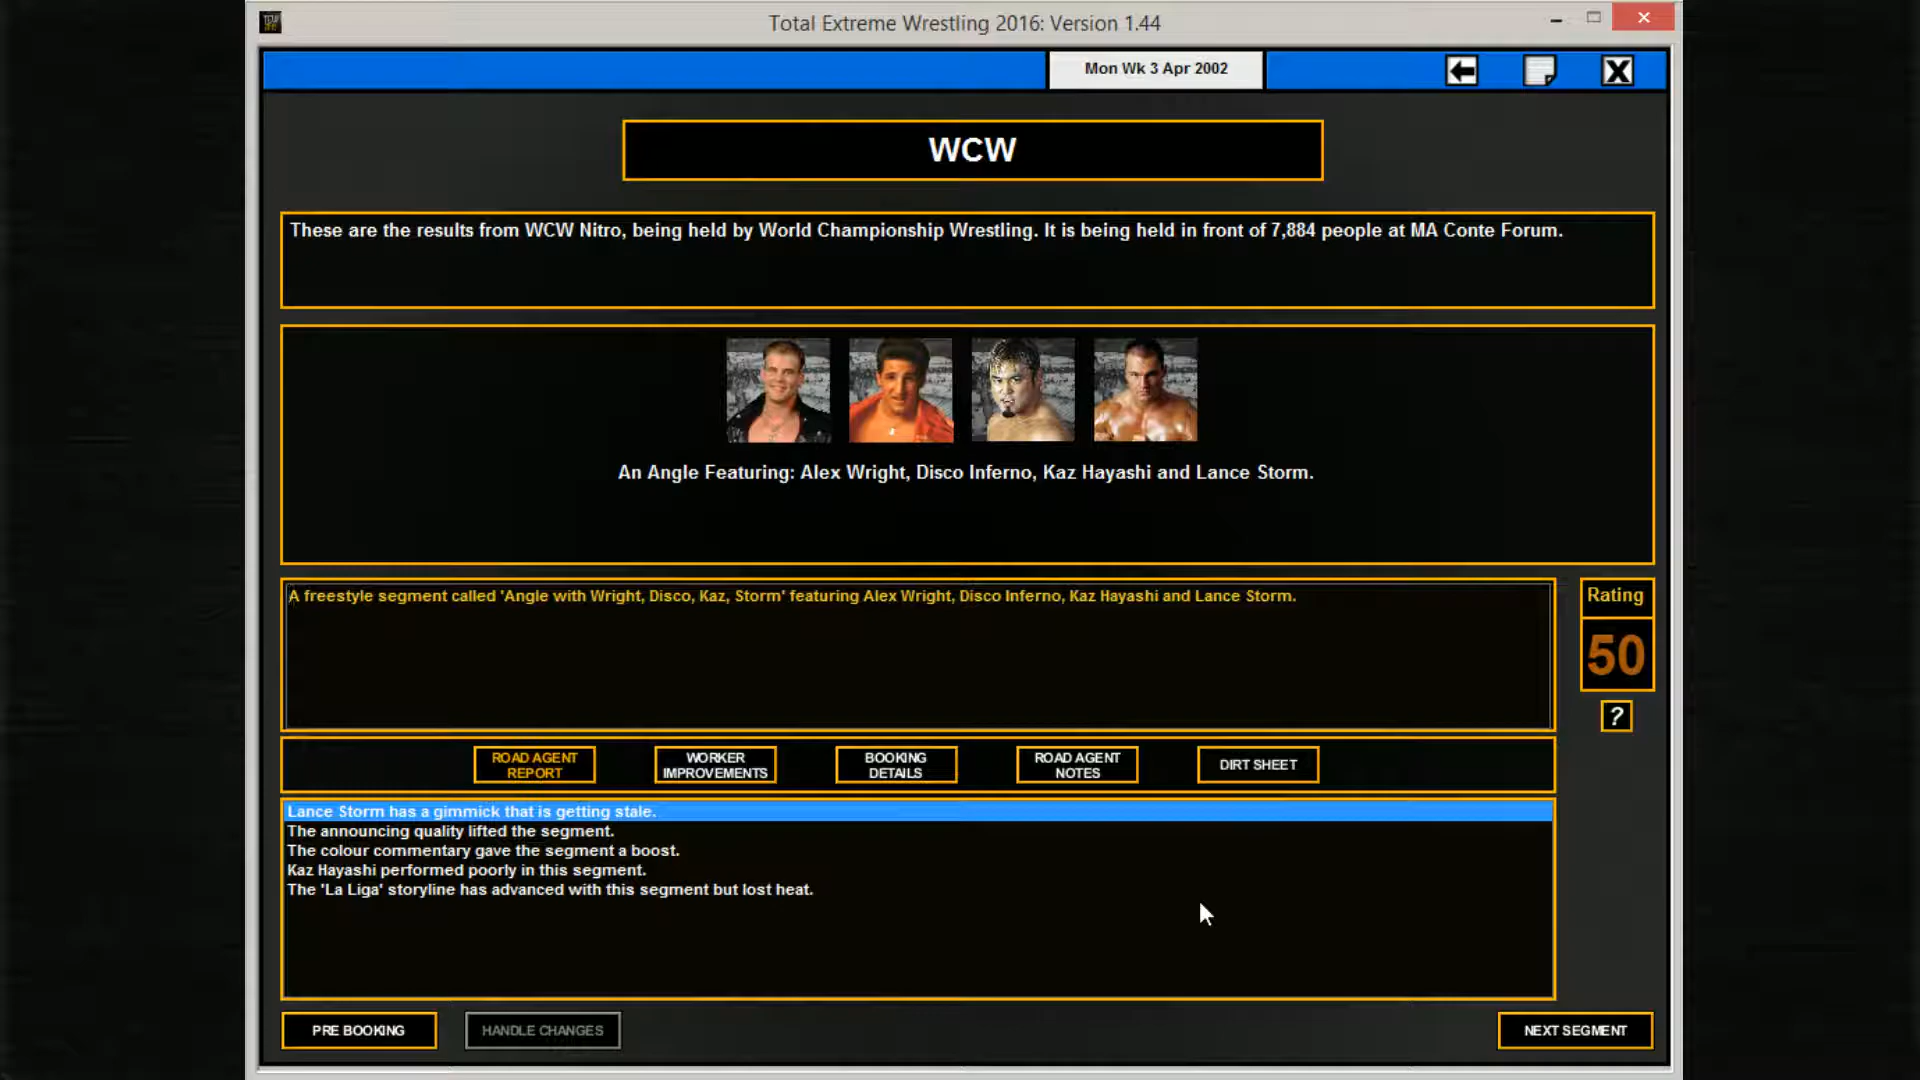 Total Extreme Wrestling 2016: Version 1.44
Mon Wk 3 Apr 2002
WCW
These are the results from WCW Nitro, being held by World Championship Wrestling. It is being held in front of 7,884 people at MA Conte Forum.
An Angle Featuring: Alex Wright, Disco Inferno, Kaz Hayashi and Lance Storm.
A freestyle segment called 'Angle with Wright, Disco, Kaz, Storm' featuring Alex Wright, Disco Inferno, Kaz Hayashi and Lance Storm.
Rating
50
?
ROAD AGENT
REPORT
WORKER
IMPROVEMENTS
BOOKING
DETAILS
ROAD AGENT
NOTES
DIRT SHEET
Lance Storm has a gimmick that is getting stale.
The announcing quality lifted the segment.
The colour commentary gave the segment a boost.
Kaz Hayashi performed poorly in this segment.
The 'La Liga' storyline has advanced with this segment but lost heat.
PRE BOOKING
HANDLE CHANGES
NEXT SEGMENT